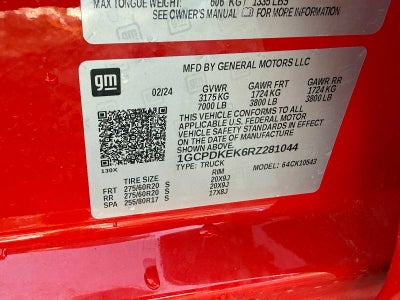 MAX TONGUE WEIGHT: 606 KG / 1335 LBS
SEE OWNER'S MANUAL FOR MORE INFORMATION
gm
MFD BY GENERAL MOTORS LLC
02/24 GVWR GAWR FRT GAWR RR
3175 KG 1724 KG 1724 KG
7000 LB 3800 LB 3800 LB
THIS VEHICLE CONFORMS TO ALL
APPLICABLE U.S. FEDERAL MOTOR
VEHICLE SAFETY STANDARDS IN
EFFECT ON THE DATE OF MANUFACTURE
SHOWN ABOVE.
1GCPDKEK6RZ281044
TYPE: TRUCK MODEL: 64CK10543
130X
TIRE SIZE RIM
FRT 275/60R20 S 20X9J
RR 275/60R20 S 20X9J
SPA 255/80R17 S 17X8J